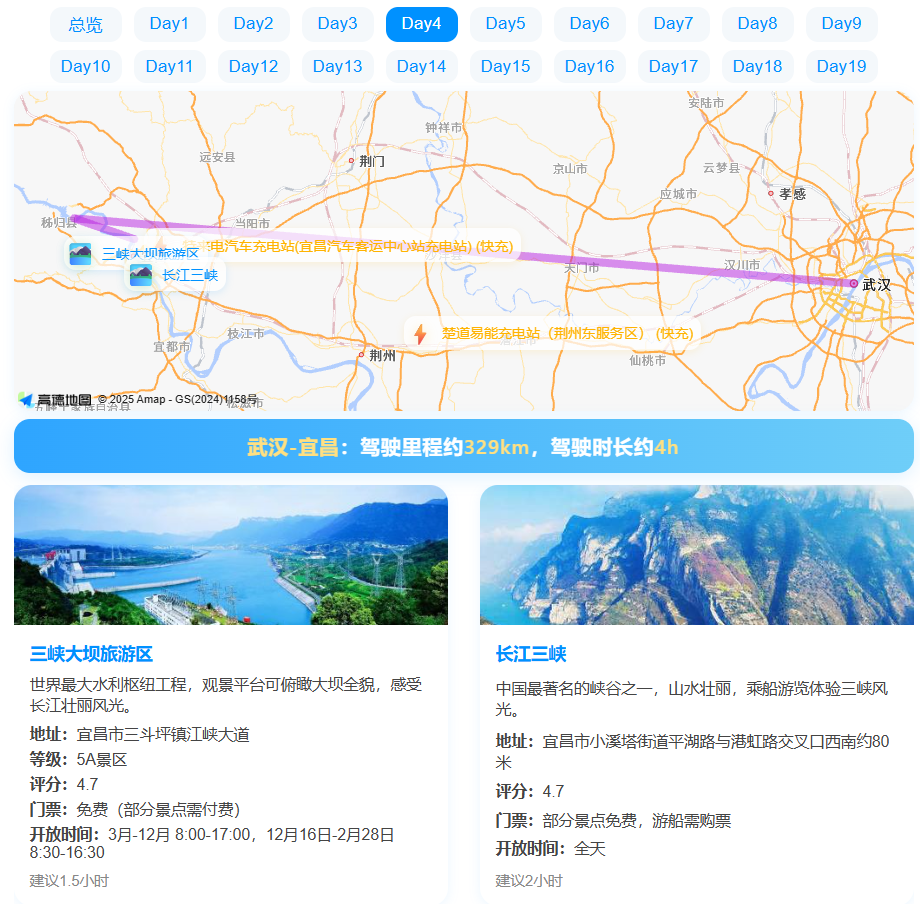 总览 Day1 Day2 Day3 Day4 Day5 Day6 Day7 Day8 Day9
Day10 Day11 Day12 Day13 Day14 Day15 Day16 Day17 Day18 Day19
安陆市
钟祥市
远安县
荆门
京山市
云梦县
应城市
孝感
秭归县
当阳市
电汽车充电站(宜昌汽车客运中心站充电站) (快充)
三峡大坝旅游区
天门市
汉川市
长江三峡
武汉
枝江市
楚道易能充电站（荆州东服务区） (快充)
宜都市
荆州
仙桃市
高德地图 © 2025 Amap - GS(2024)1158号
武汉-宜昌：驾驶里程约329km，驾驶时长约4h
三峡大坝旅游区
世界最大水利枢纽工程，观景平台可俯瞰大坝全貌，感受
长江壮丽风光。
地址：宜昌市三斗坪镇江峡大道
等级：5A景区
评分：4.7
门票：免费（部分景点需付费）
开放时间：3月-12月 8:00-17:00，12月16日-2月28日
8:30-16:30
建议1.5小时
长江三峡
中国最著名的峡谷之一，山水壮丽，乘船游览体验三峡风
光。
地址：宜昌市小溪塔街道平湖路与港虹路交叉口西南约80
米
评分：4.7
门票：部分景点免费，游船需购票
开放时间：全天
建议2小时